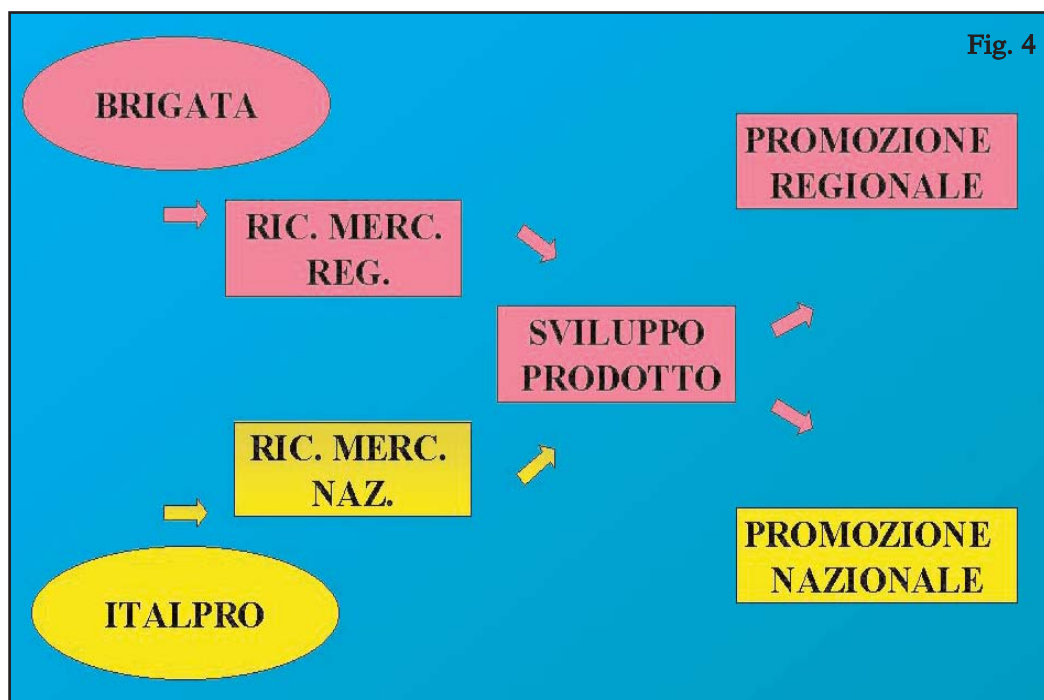 Fig. 4
BRIGATA
PROMOZIONE
REGIONALE
RIC. MERC.
REG.
SVILUPPO
PRODOTTO
RIC. MERC.
NAZ.
PROMOZIONE
NAZIONALE
ITALPRO